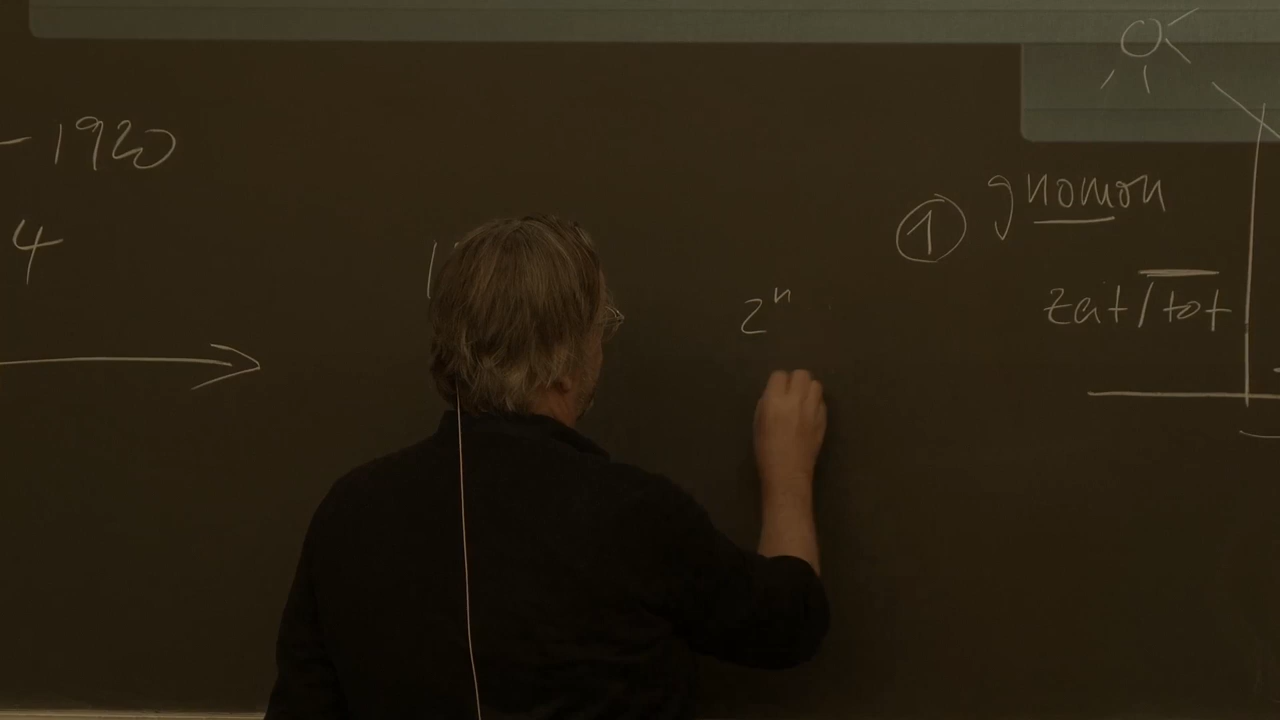 – 1920
4
2ⁿ
① gnomon
zeit/tot